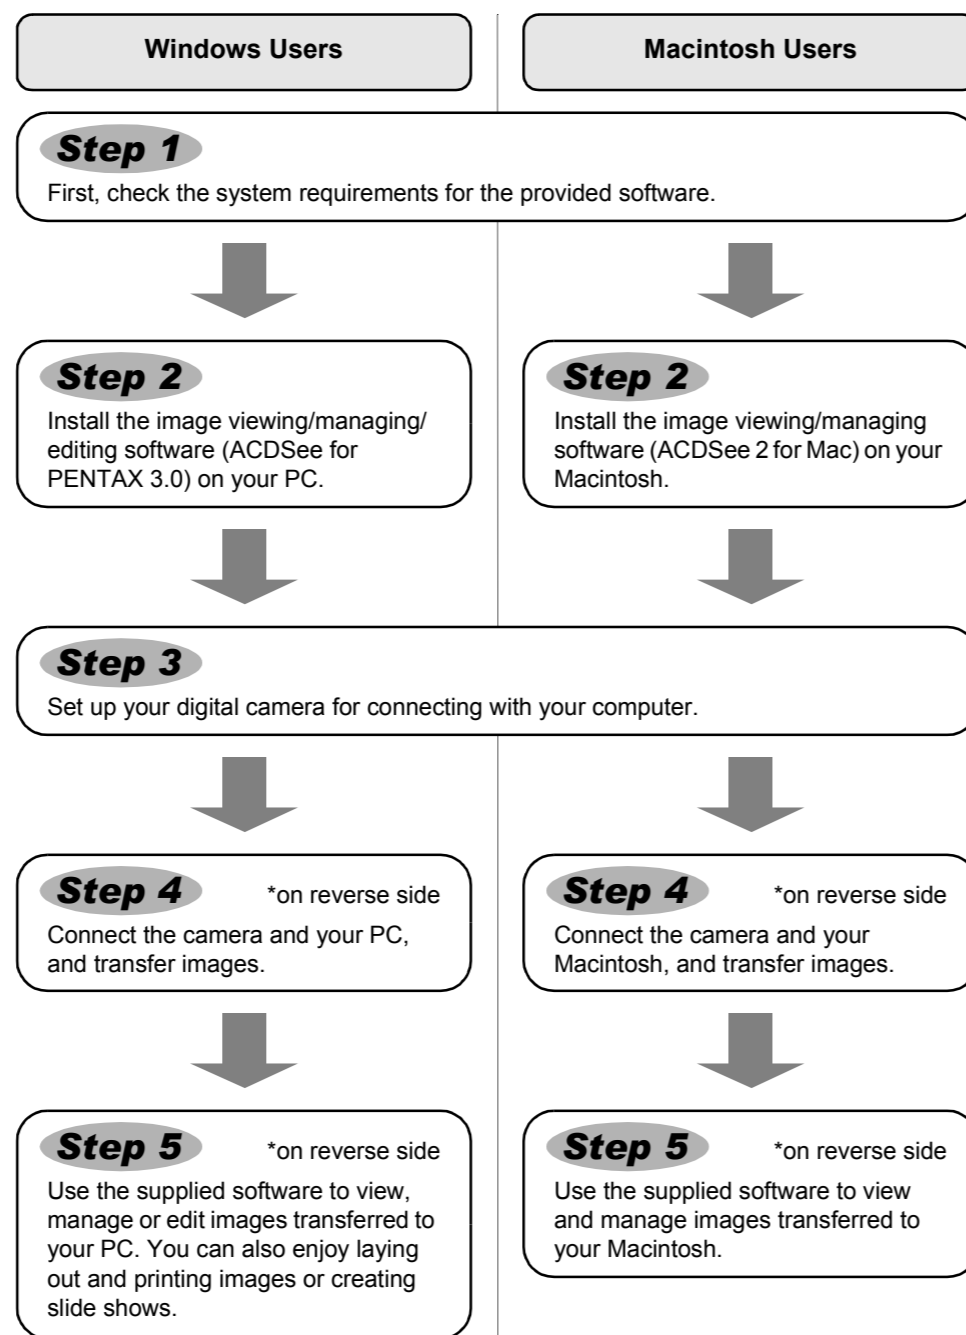 Windows Users
Macintosh Users
Step 1
First, check the system requirements for the provided software.
Step 2
Install the image viewing/managing/
editing software (ACDSee for
PENTAX 3.0) on your PC.
Step 2
Install the image viewing/managing
software (ACDSee 2 for Mac) on your
Macintosh.
Step 3
Set up your digital camera for connecting with your computer.
Step 4
*on reverse side
Connect the camera and your PC,
and transfer images.
Step 4
*on reverse side
Connect the camera and your
Macintosh, and transfer images.
Step 5
*on reverse side
Use the supplied software to view,
manage or edit images transferred to
your PC. You can also enjoy laying
out and printing images or creating
slide shows.
Step 5
*on reverse side
Use the supplied software to view
and manage images transferred to
your Macintosh.